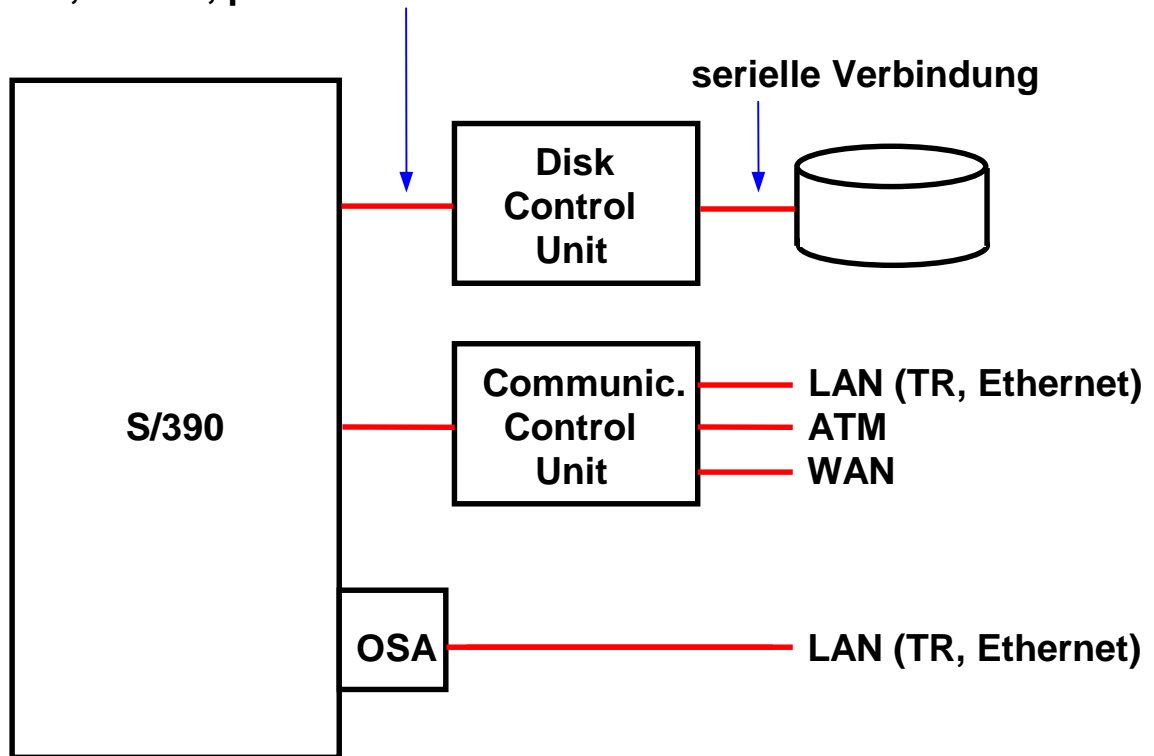 serielle Verbindung
Disk
Control
Unit
S/390
Communic.
Control
Unit
LAN (TR, Ethernet)
ATM
WAN
OSA
LAN (TR, Ethernet)